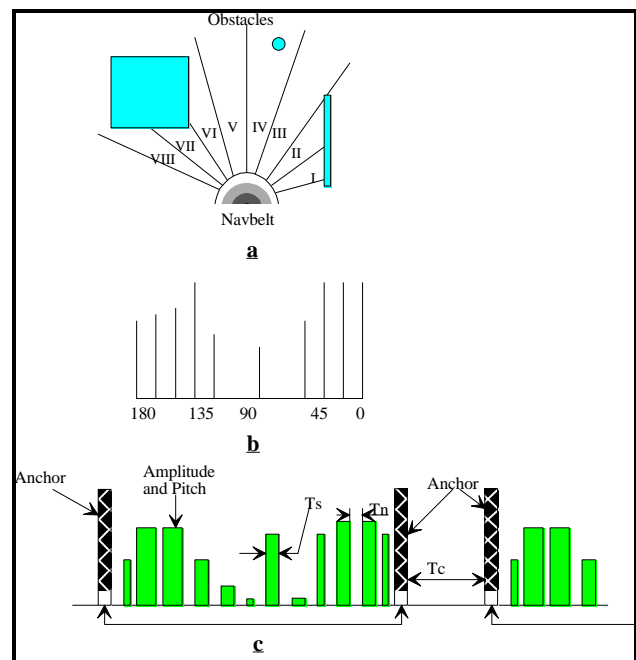 Obstacles
VIII
VII
VI
V
IV
III
II
I
Navbelt
a
180 135 90 45 0
b
Anchor
Amplitude
and Pitch
Ts
Tn
Anchor
Tc
c